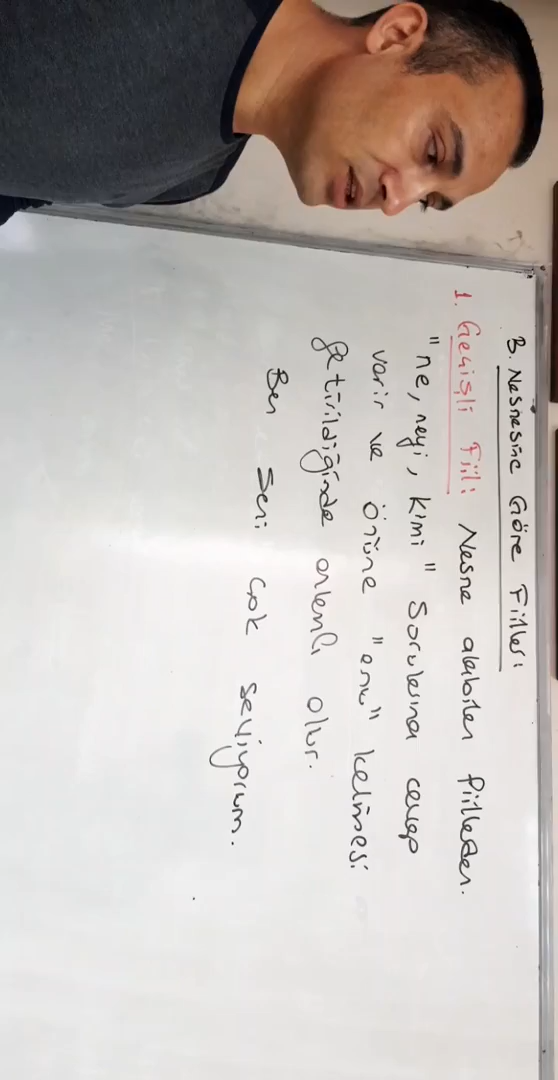 B. Nesnesine Göre Fiiller:
1. Geçişli Fiil: Nesne alabilen fiillerden.
"ne, neyi, kimi" Sorularına cevap
verir ve önüne "onu" kelimesi
getirildiğinde anlamlı olur.
Ben Seni Çok seviyorum.